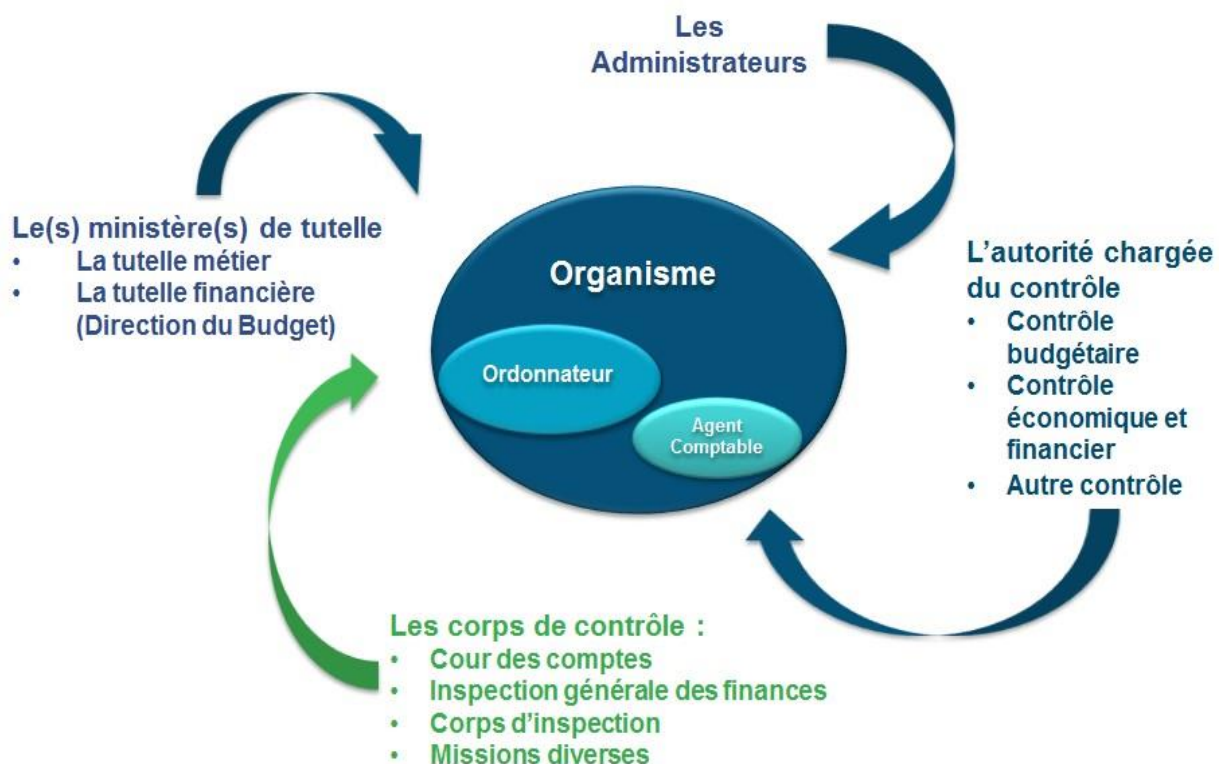 Les
Administrateurs
Le(s) ministère(s) de tutelle
• La tutelle métier
• La tutelle financière
(Direction du Budget)
Organisme
Ordonnateur
Agent
Comptable
L’autorité chargée
du contrôle
• Contrôle
budgétaire
• Contrôle
économique et
financier
• Autre contrôle
Les corps de contrôle :
• Cour des comptes
• Inspection générale des finances
• Corps d’inspection
• Missions diverses